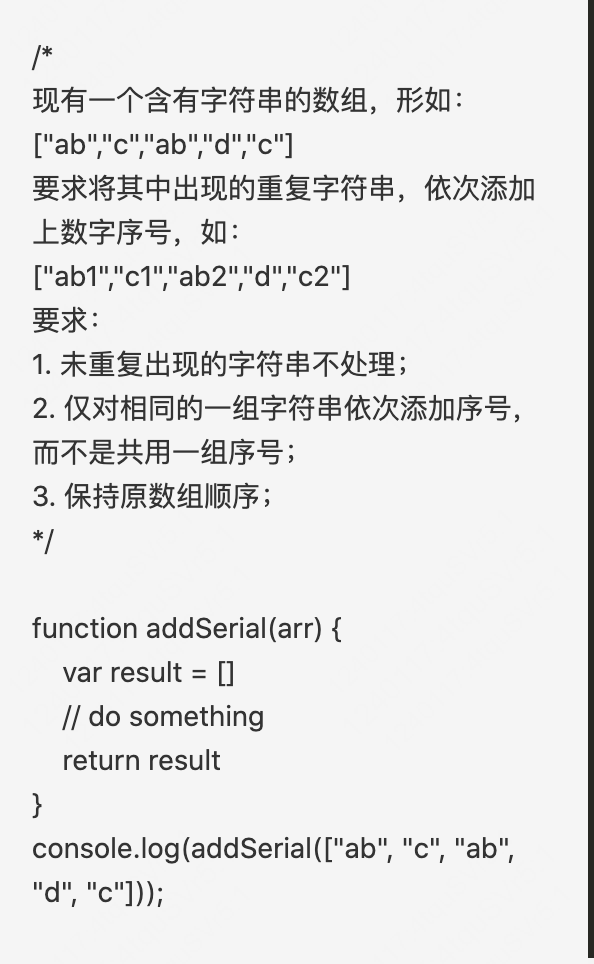 /*
现有一个含有字符串的数组，形如：
["ab","c","ab","d","c"]
要求将其中出现的重复字符串，依次添加
上数字序号，如：
["ab1","c1","ab2","d","c2"]
要求：
1. 未重复出现的字符串不处理；
2. 仅对相同的一组字符串依次添加序号，
而不是共用一组序号；
3. 保持原数组顺序；
*/

function addSerial(arr) {
    var result = []
    // do something
    return result
}
console.log(addSerial(["ab", "c", "ab",
"d", "c"]));